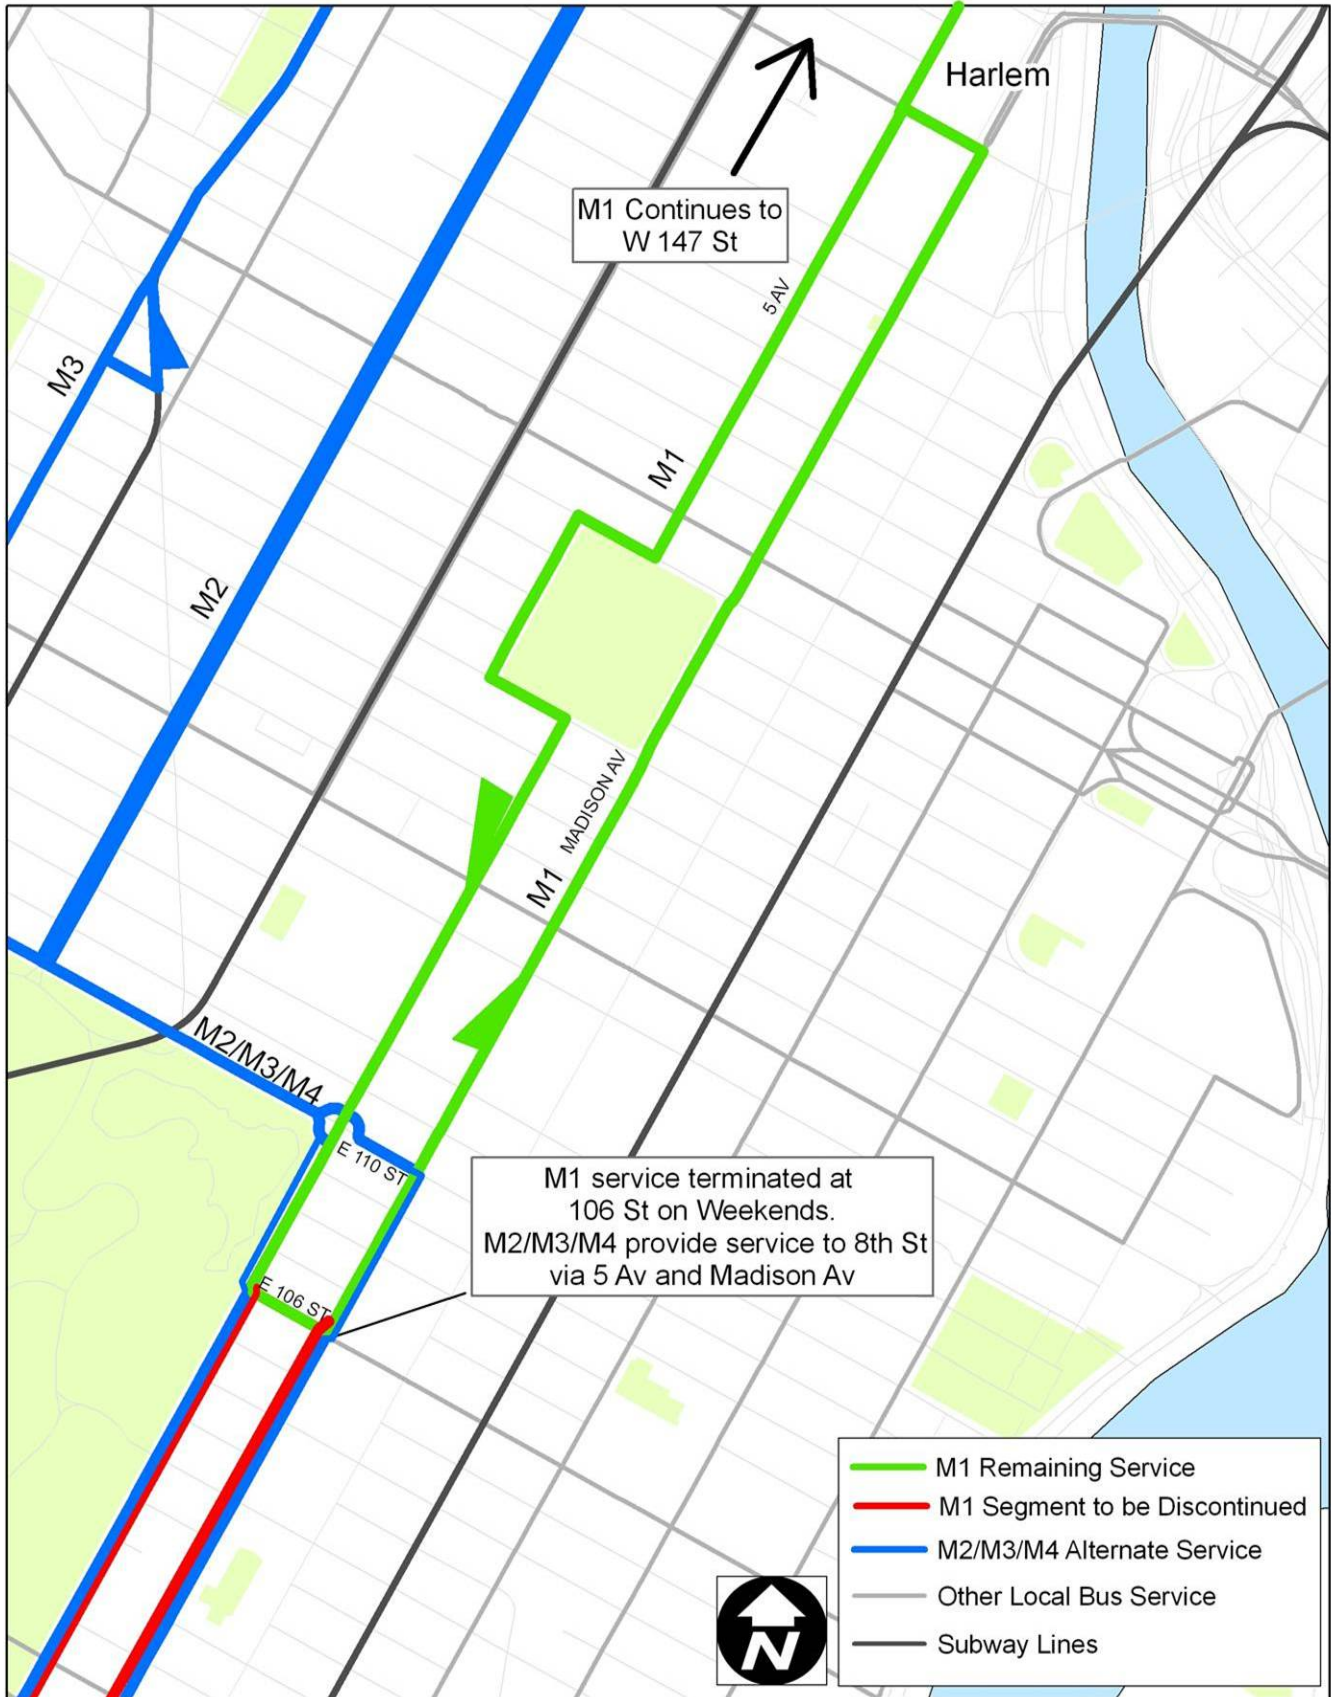 Harlem
M1 Continues to
W 147 St
5 AV
M3
M1
M2
MADISON AV
M1
M2/M3/M4
E 110 ST
M1 service terminated at
106 St on Weekends.
M2/M3/M4 provide service to 8th St
via 5 Av and Madison Av
E 106 ST
M1 Remaining Service
M1 Segment to be Discontinued
M2/M3/M4 Alternate Service
Other Local Bus Service
Subway Lines
N